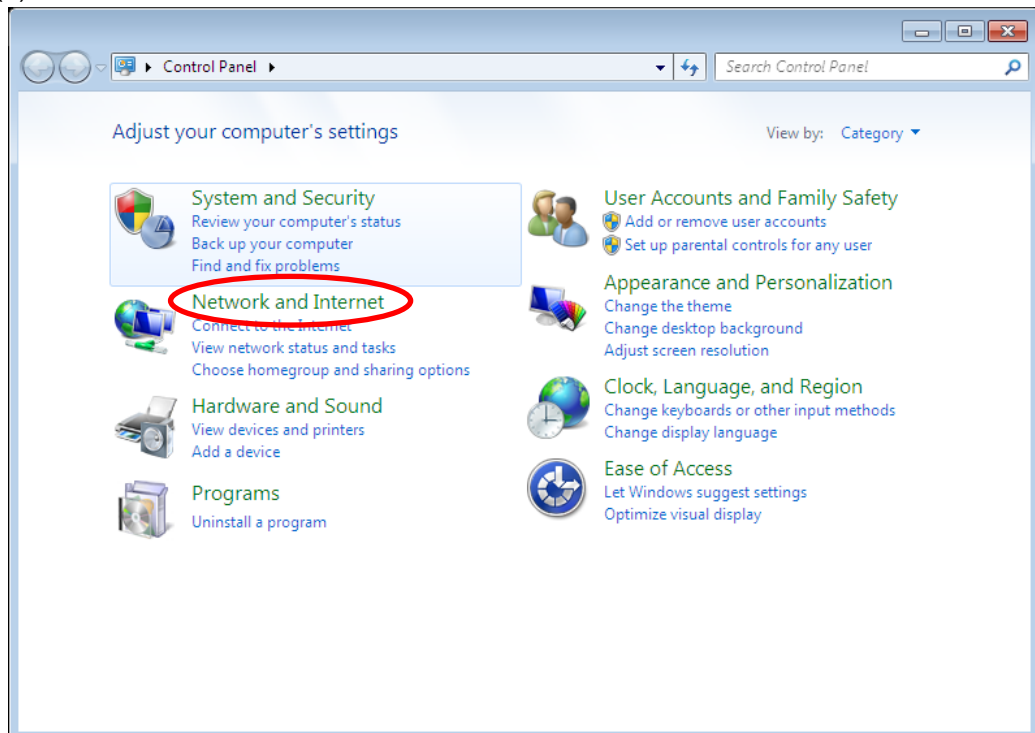 Control Panel
Search Control Panel
Adjust your computer's settings
View by: Category
System and Security
Review your computer's status
Back up your computer
Find and fix problems
Network and Internet
Connect to the Internet
View network status and tasks
Choose homegroup and sharing options
Hardware and Sound
View devices and printers
Add a device
Programs
Uninstall a program
User Accounts and Family Safety
Add or remove user accounts
Set up parental controls for any user
Appearance and Personalization
Change the theme
Change desktop background
Adjust screen resolution
Clock, Language, and Region
Change keyboards or other input methods
Change display language
Ease of Access
Let Windows suggest settings
Optimize visual display